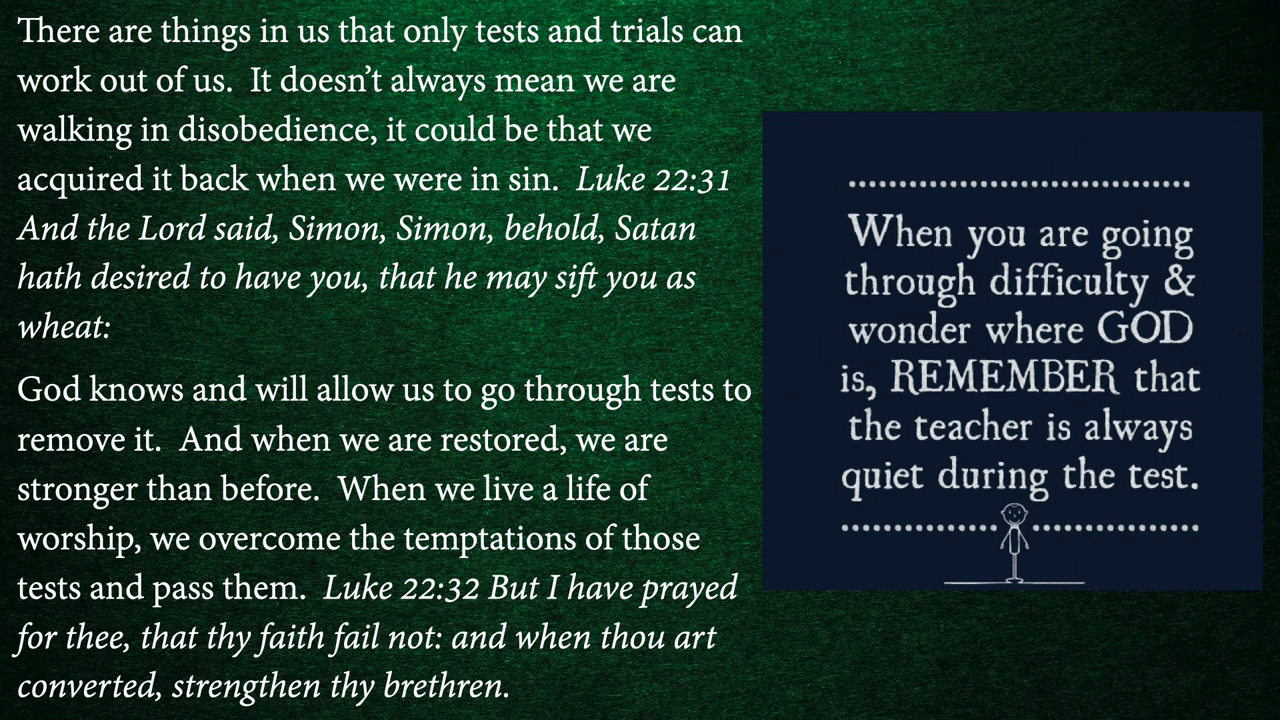 There are things in us that only tests and trials can
work out of us.  It doesn’t always mean we are
walking in disobedience, it could be that we
acquired it back when we were in sin.  Luke 22:31
And the Lord said, Simon, Simon, behold, Satan
hath desired to have you, that he may sift you as
wheat:
God knows and will allow us to go through tests to
remove it.  And when we are restored, we are
stronger than before.  When we live a life of
worship, we overcome the temptations of those
tests and pass them.  Luke 22:32 But I have prayed
for thee, that thy faith fail not: and when thou art
converted, strengthen thy brethren.
When you are going
through difficulty &
wonder where GOD
is, REMEMBER that
the teacher is always
quiet during the test.